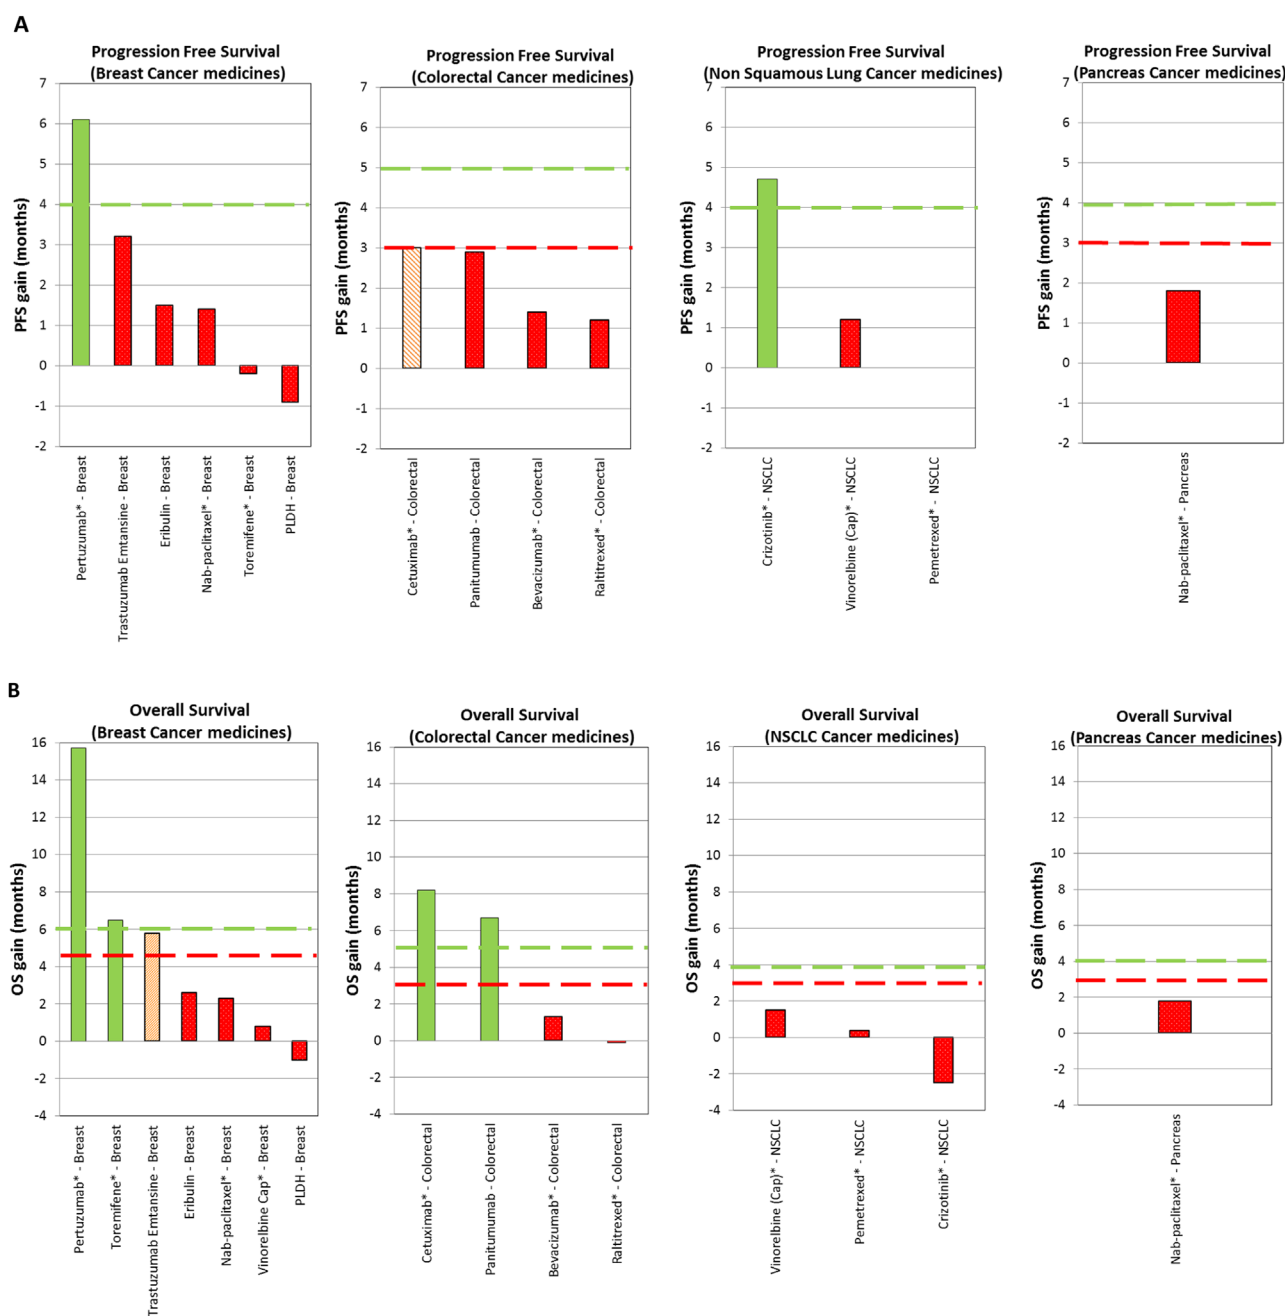 A
Progression Free Survival
(Breast Cancer medicines)
7
6
5
4
3
2
1
0
-1
-2
PFS gain (months)
Pertuzumab* - Breast
Trastuzumab Emtansine - Breast
Eribulin - Breast
Nab-paclitaxel* - Breast
Toremifene* - Breast
PLDH - Breast
Progression Free Survival
(Colorectal Cancer medicines)
7
6
5
4
3
2
1
0
-1
-2
PFS gain (months)
Cetuximab* - Colorectal
Panitumumab - Colorectal
Bevacizumab* - Colorectal
Raltitrexed* - Colorectal
Progression Free Survival
(Non Squamous Lung Cancer medicines)
7
6
5
4
3
2
1
0
-1
-2
PFS gain (months)
Crizotinib* - NSCLC
Vinorelbine (Cap)* - NSCLC
Pemetrexed* - NSCLC
Progression Free Survival
(Pancreas Cancer medicines)
7
6
5
4
3
2
1
0
-1
-2
PFS gain (months)
Nab-paclitaxel* - Pancreas
B
Overall Survival
(Breast Cancer medicines)
16
14
12
10
8
6
4
2
0
-2
-4
OS gain (months)
Pertuzumab* - Breast
Toremifene* - Breast
Trastuzumab Emtansine - Breast
Eribulin - Breast
Nab-paclitaxel* - Breast
Vinorelbine Cap* - Breast
PLDH - Breast
Overall Survival
(Colorectal Cancer medicines)
16
14
12
10
8
6
4
2
0
-2
-4
OS gain (months)
Cetuximab* - Colorectal
Panitumumab - Colorectal
Bevacizumab* - Colorectal
Raltitrexed* - Colorectal
Overall Survival
(NSCLC Cancer medicines)
16
14
12
10
8
6
4
2
0
-2
-4
OS gain (months)
Vinorelbine (Cap)* - NSCLC
Pemetrexed* - NSCLC
Crizotinib* - NSCLC
Overall Survival
(Pancreas Cancer medicines)
16
14
12
10
8
6
4
2
0
-2
-4
OS gain (months)
Nab-paclitaxel* - Pancreas